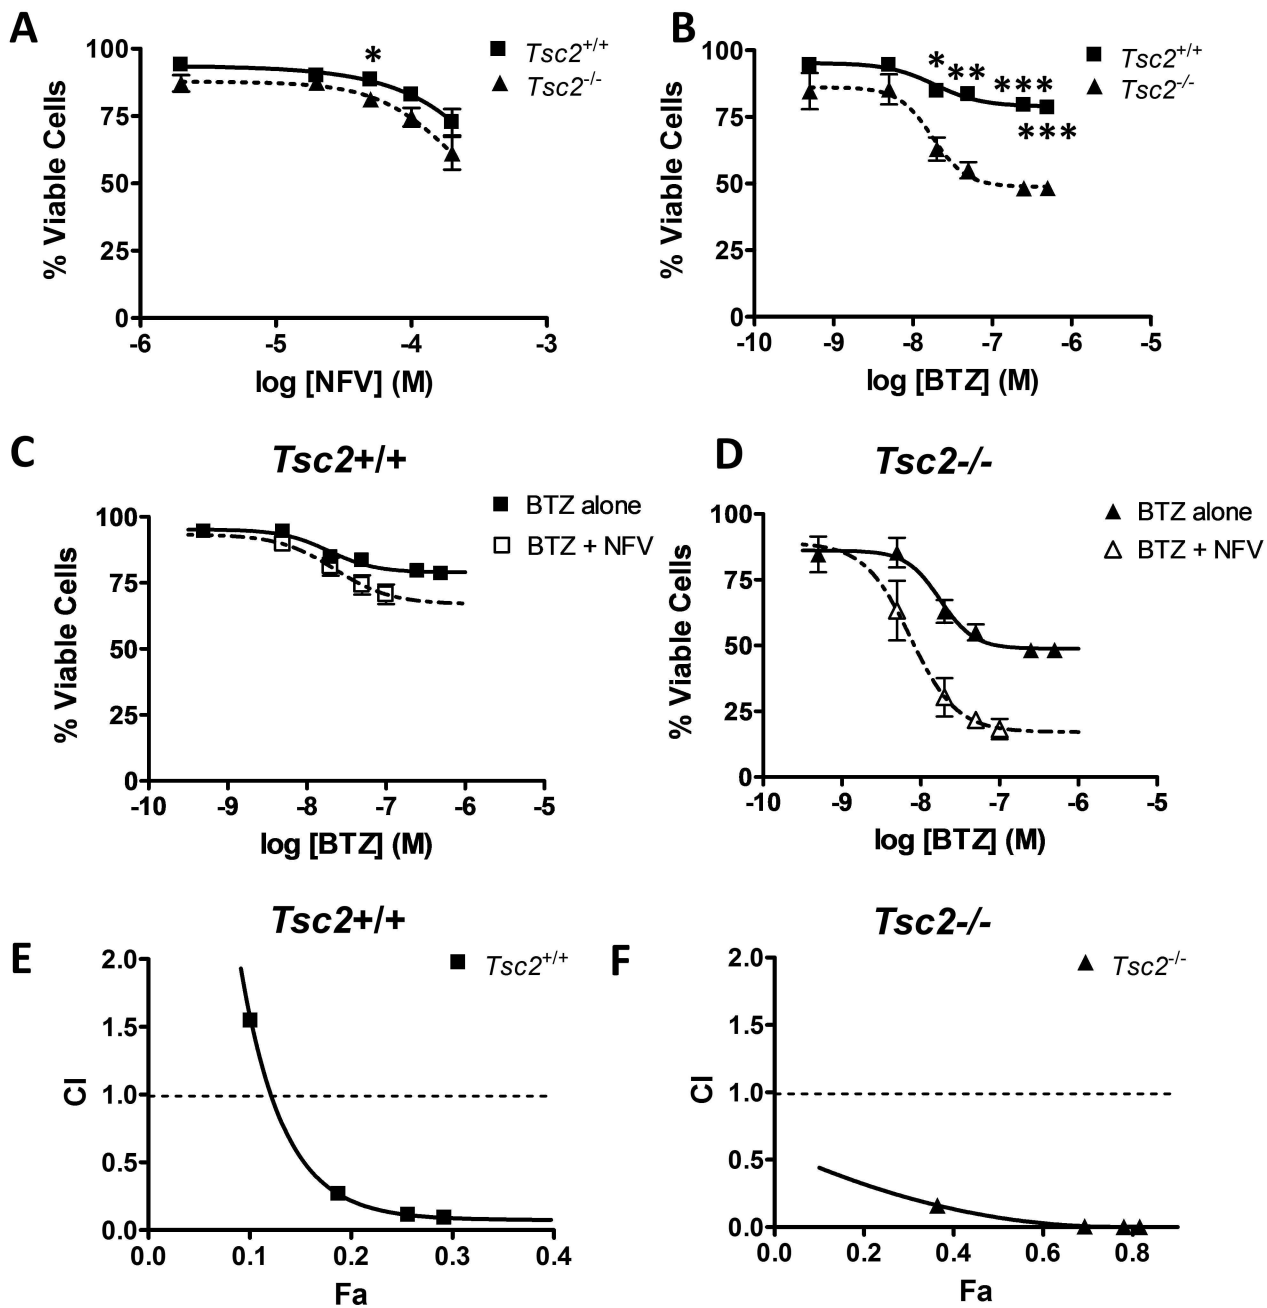 A
* Tsc2+/+
Tsc2-/-
100
75
50
25
0
% Viable Cells
-6 -5 -4 -3
log [NFV] (M)
B
* ** *** Tsc2+/+
*** Tsc2-/-
100
75
50
25
0
% Viable Cells
-10 -9 -8 -7 -6 -5
log [BTZ] (M)
C
Tsc2+/+
BTZ alone
BTZ + NFV
100
75
50
25
0
% Viable Cells
-10 -9 -8 -7 -6 -5
log [BTZ] (M)
D
Tsc2-/-
BTZ alone
BTZ + NFV
100
75
50
25
0
% Viable Cells
-10 -9 -8 -7 -6 -5
log [BTZ] (M)
E
Tsc2+/+
Tsc2+/+
2.0
1.5
1.0
0.5
0.0
CI
0.0 0.1 0.2 0.3 0.4
Fa
F
Tsc2-/-
Tsc2-/-
2.0
1.5
1.0
0.5
0.0
CI
0.0 0.2 0.4 0.6 0.8
Fa